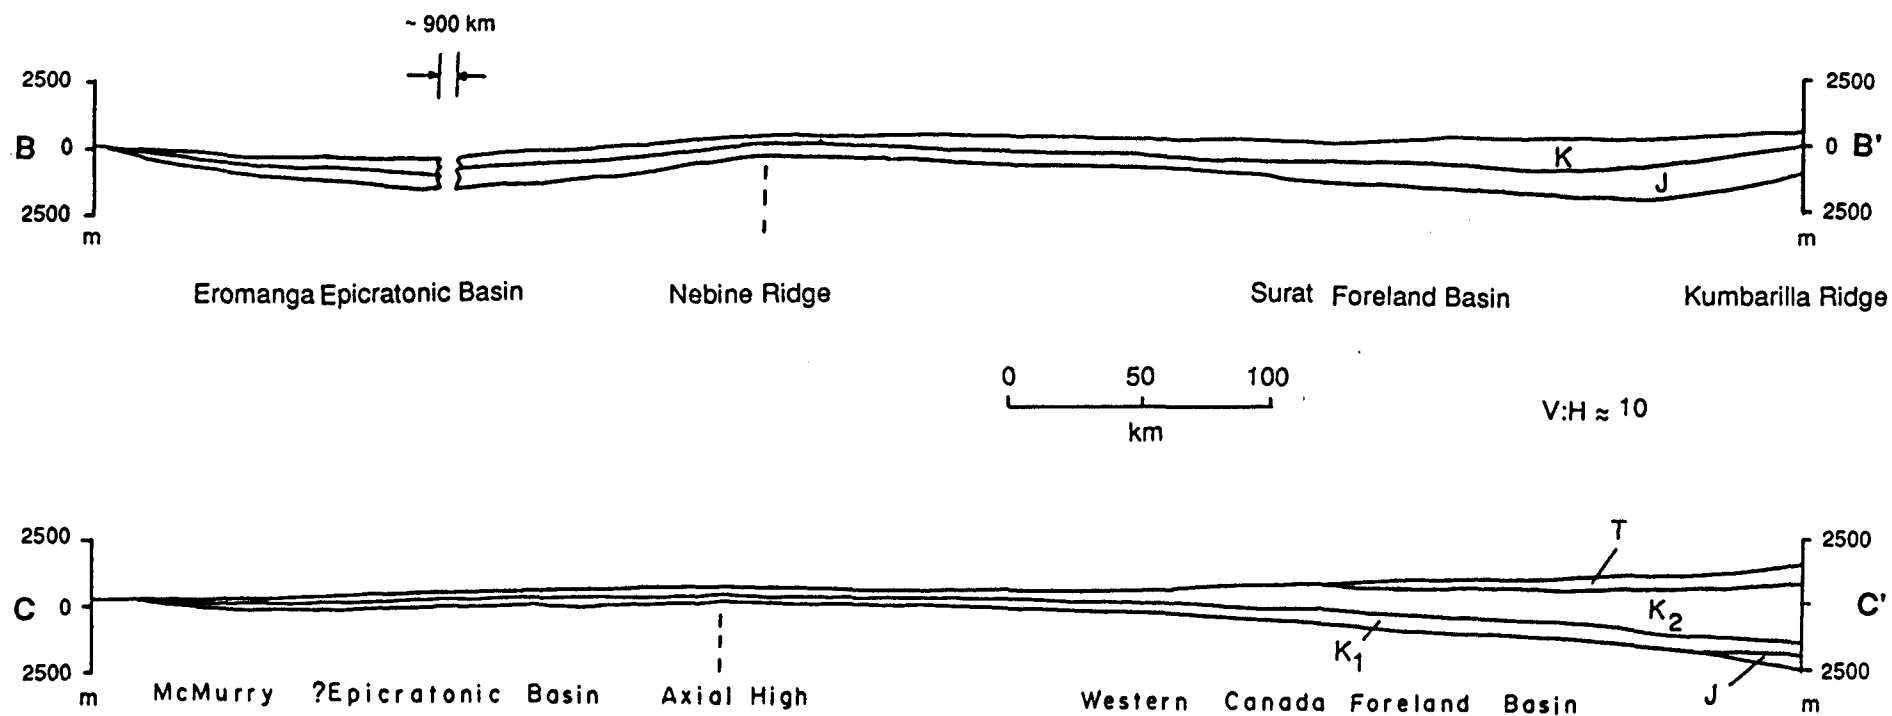 ~ 900 km
2500 2500
B 0 0 B'
K
J
2500 2500
m m
Eromanga Epicratonic Basin Nebine Ridge Surat Foreland Basin Kumbarilla Ridge
0 50 100
km
V:H ≈ 10
T
2500 2500
C 0 C'
K2
K1
2500 2500
m McMurry ?Epicratonic Basin Axial High Western Canada Foreland Basin J m